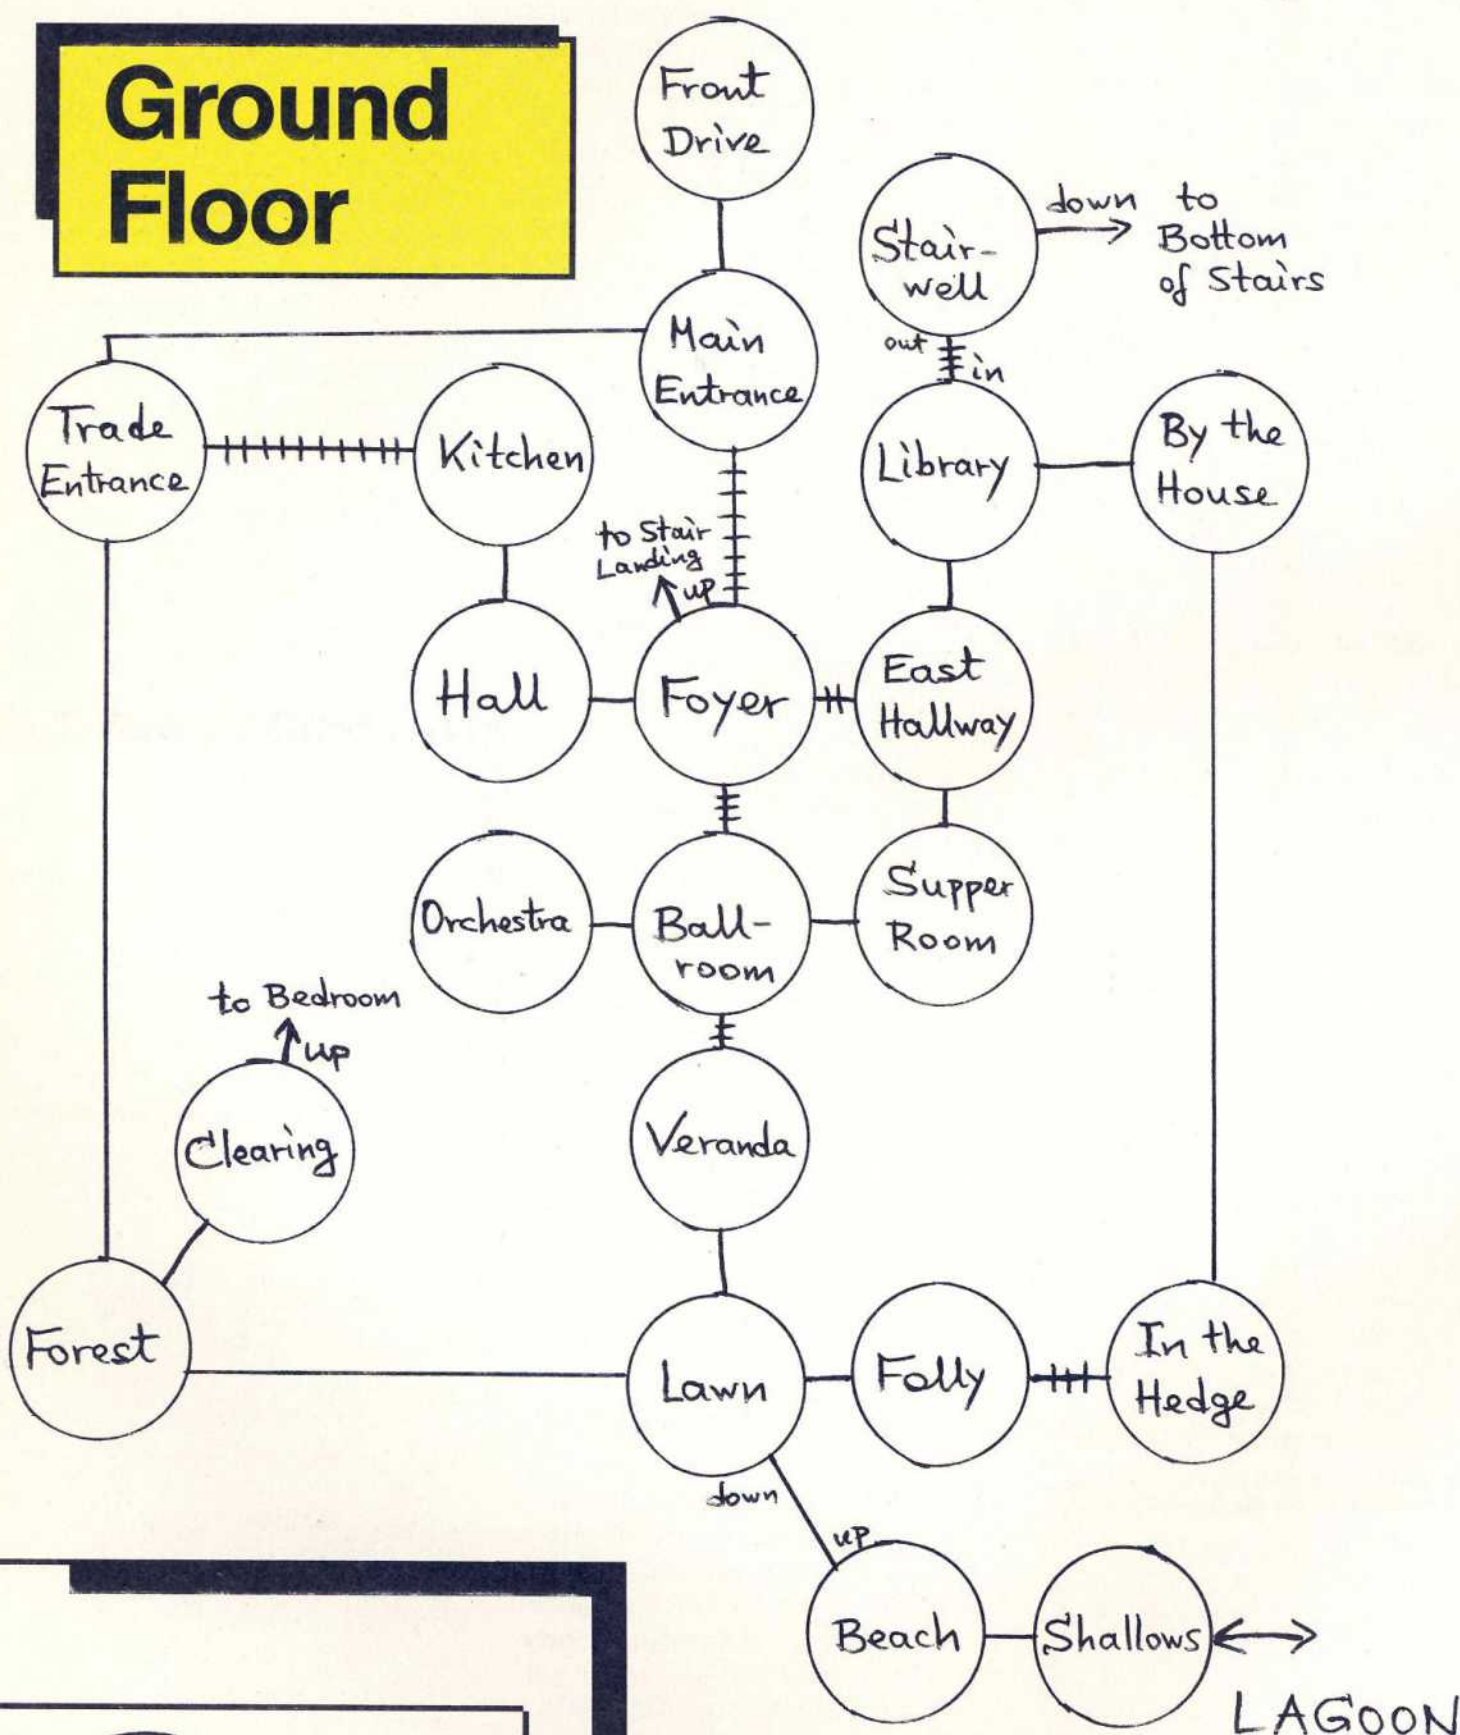 Ground
Floor
Front
Drive
Stair-
well
down to
Bottom
of Stairs
out
in
Main
Entrance
Trade
Entrance
Kitchen
Library
By the
House
to Stair
Landing
up
Hall
Foyer
East
Hallway
Orchestra
Ball-
room
Supper
Room
to Bedroom
up
Clearing
Veranda
Forest
Lawn
Folly
In the
Hedge
down
up
Beach
Shallows
LAGOON